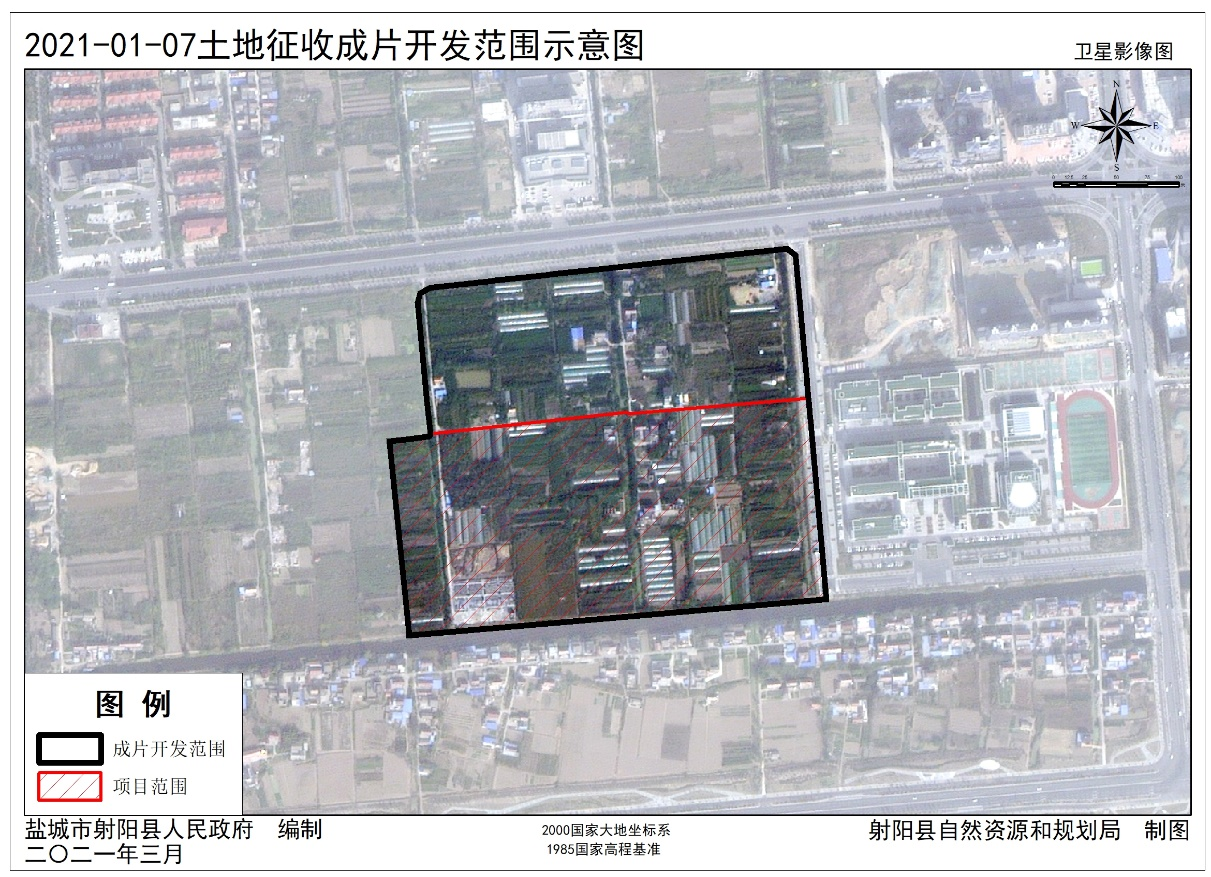 2021-01-07土地征收成片开发范围示意图
卫星影像图
N
W E
S
图 例
成片开发范围
项目范围
盐城市射阳县人民政府 编制
二〇二一年三月
2000国家大地坐标系
1985国家高程基准
射阳县自然资源和规划局 制图